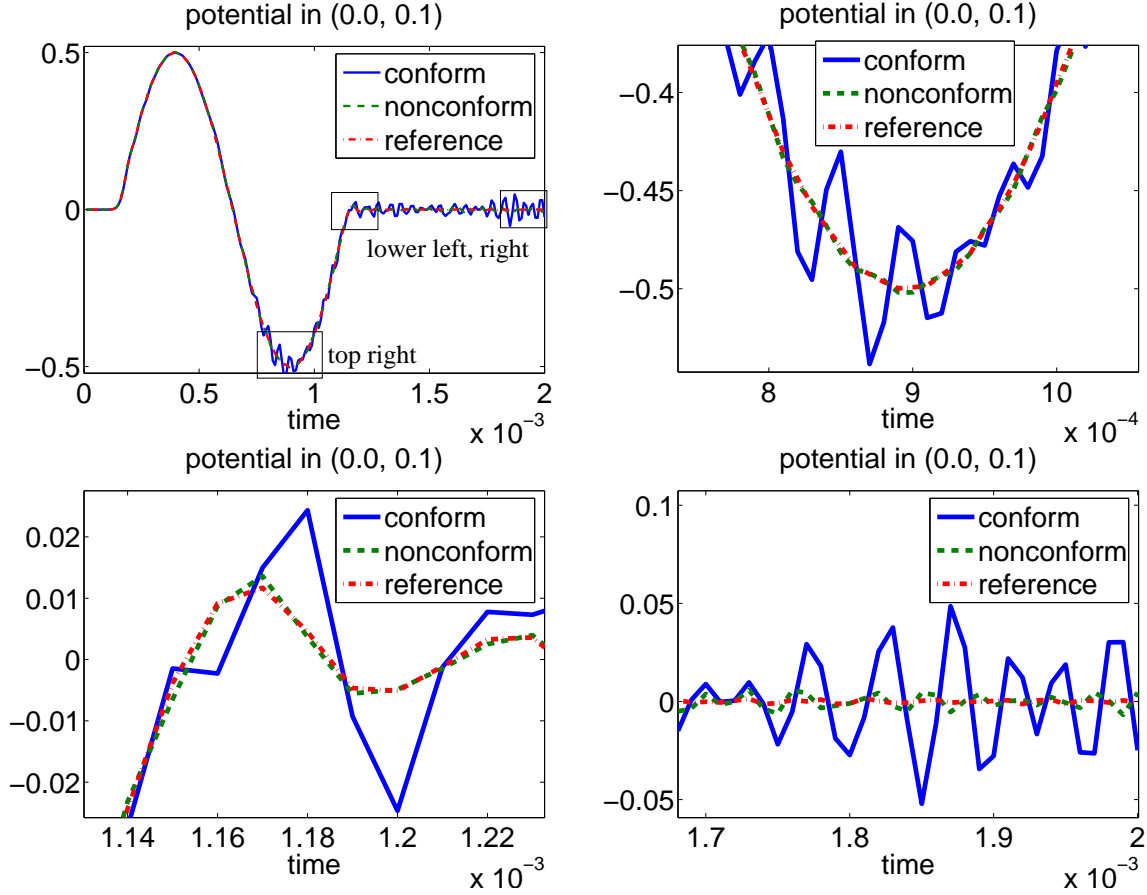 potential in (0.0, 0.1)
0.5
0
−0.5
conform
nonconform
reference
lower left, right
top right
0 0.5 1 1.5 2
time
x 10−3
potential in (0.0, 0.1)
−0.4
−0.45
−0.5
conform
nonconform
reference
8 9 10
time
x 10−4
potential in (0.0, 0.1)
0.02
0.01
0
−0.01
−0.02
conform
nonconform
reference
1.14 1.16 1.18 1.2 1.22
time
x 10−3
potential in (0.0, 0.1)
0.1
0.05
0
−0.05
conform
nonconform
reference
1.7 1.8 1.9 2
time
x 10−3